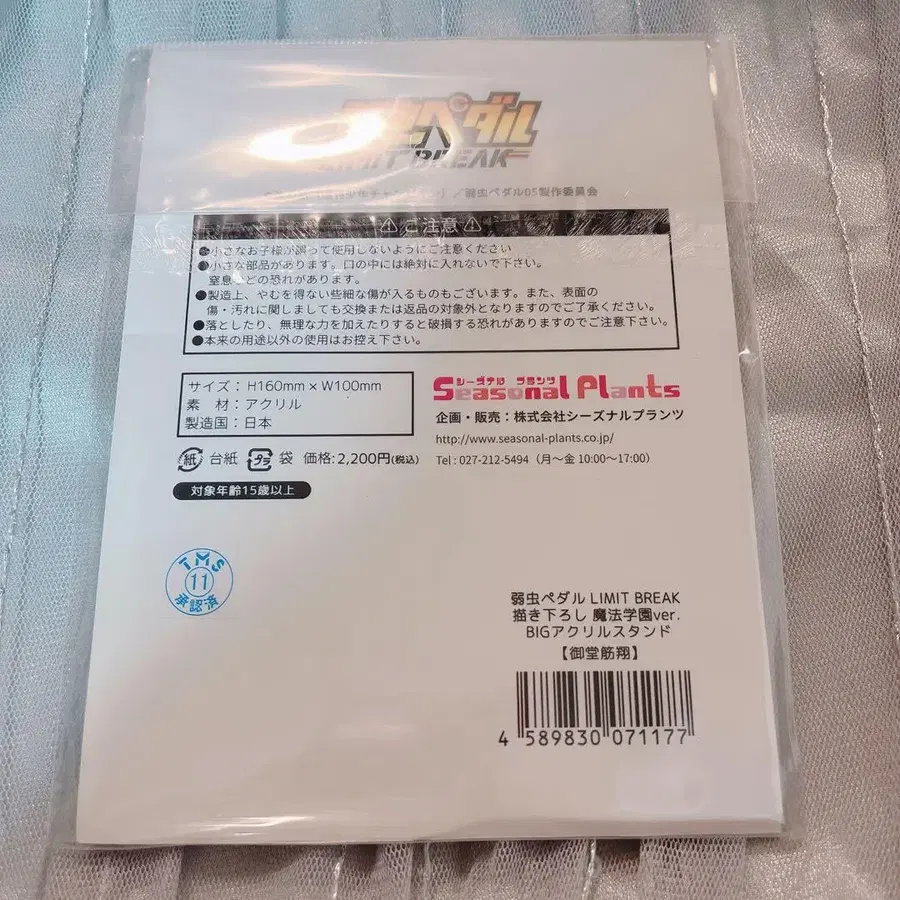 ペダル
LIMIT BREAK
／弱虫ペダル05製作委員会
⚠ご注意⚠
●小さなお子様が誤って使用しないようにご注意ください
●小さな部品があります。口の中には絶対に入れないで下さい。
窒息などの恐れがあります。
●製造上、やむを得ない些細な傷が入るものもございます。また、表面の
傷・汚れに関しましても交換または返品の対象外となりますのでご了承ください。
●落としたり、無理な力を加えたりすると破損する恐れがありますのでご注意下さい。
●本来の用途以外の使用はお控え下さい。
サイズ：H160mm×W100mm
素 材：アクリル
製造国：日本
紙 台紙 プラ 袋 価格:2,200円(税込)
対象年齢15歳以上
シーズナル プランツ
Seasonal Plants
企画・販売：株式会社シーズナルプランツ
http://www.seasonal-plants.co.jp/
Tel：027-212-5494（月〜金 10:00〜17:00）
TMS
11
承認済
弱虫ペダル LIMIT BREAK
描き下ろし 魔法学園ver.
BIGアクリルスタンド
【御堂筋翔】
4 589830 071177